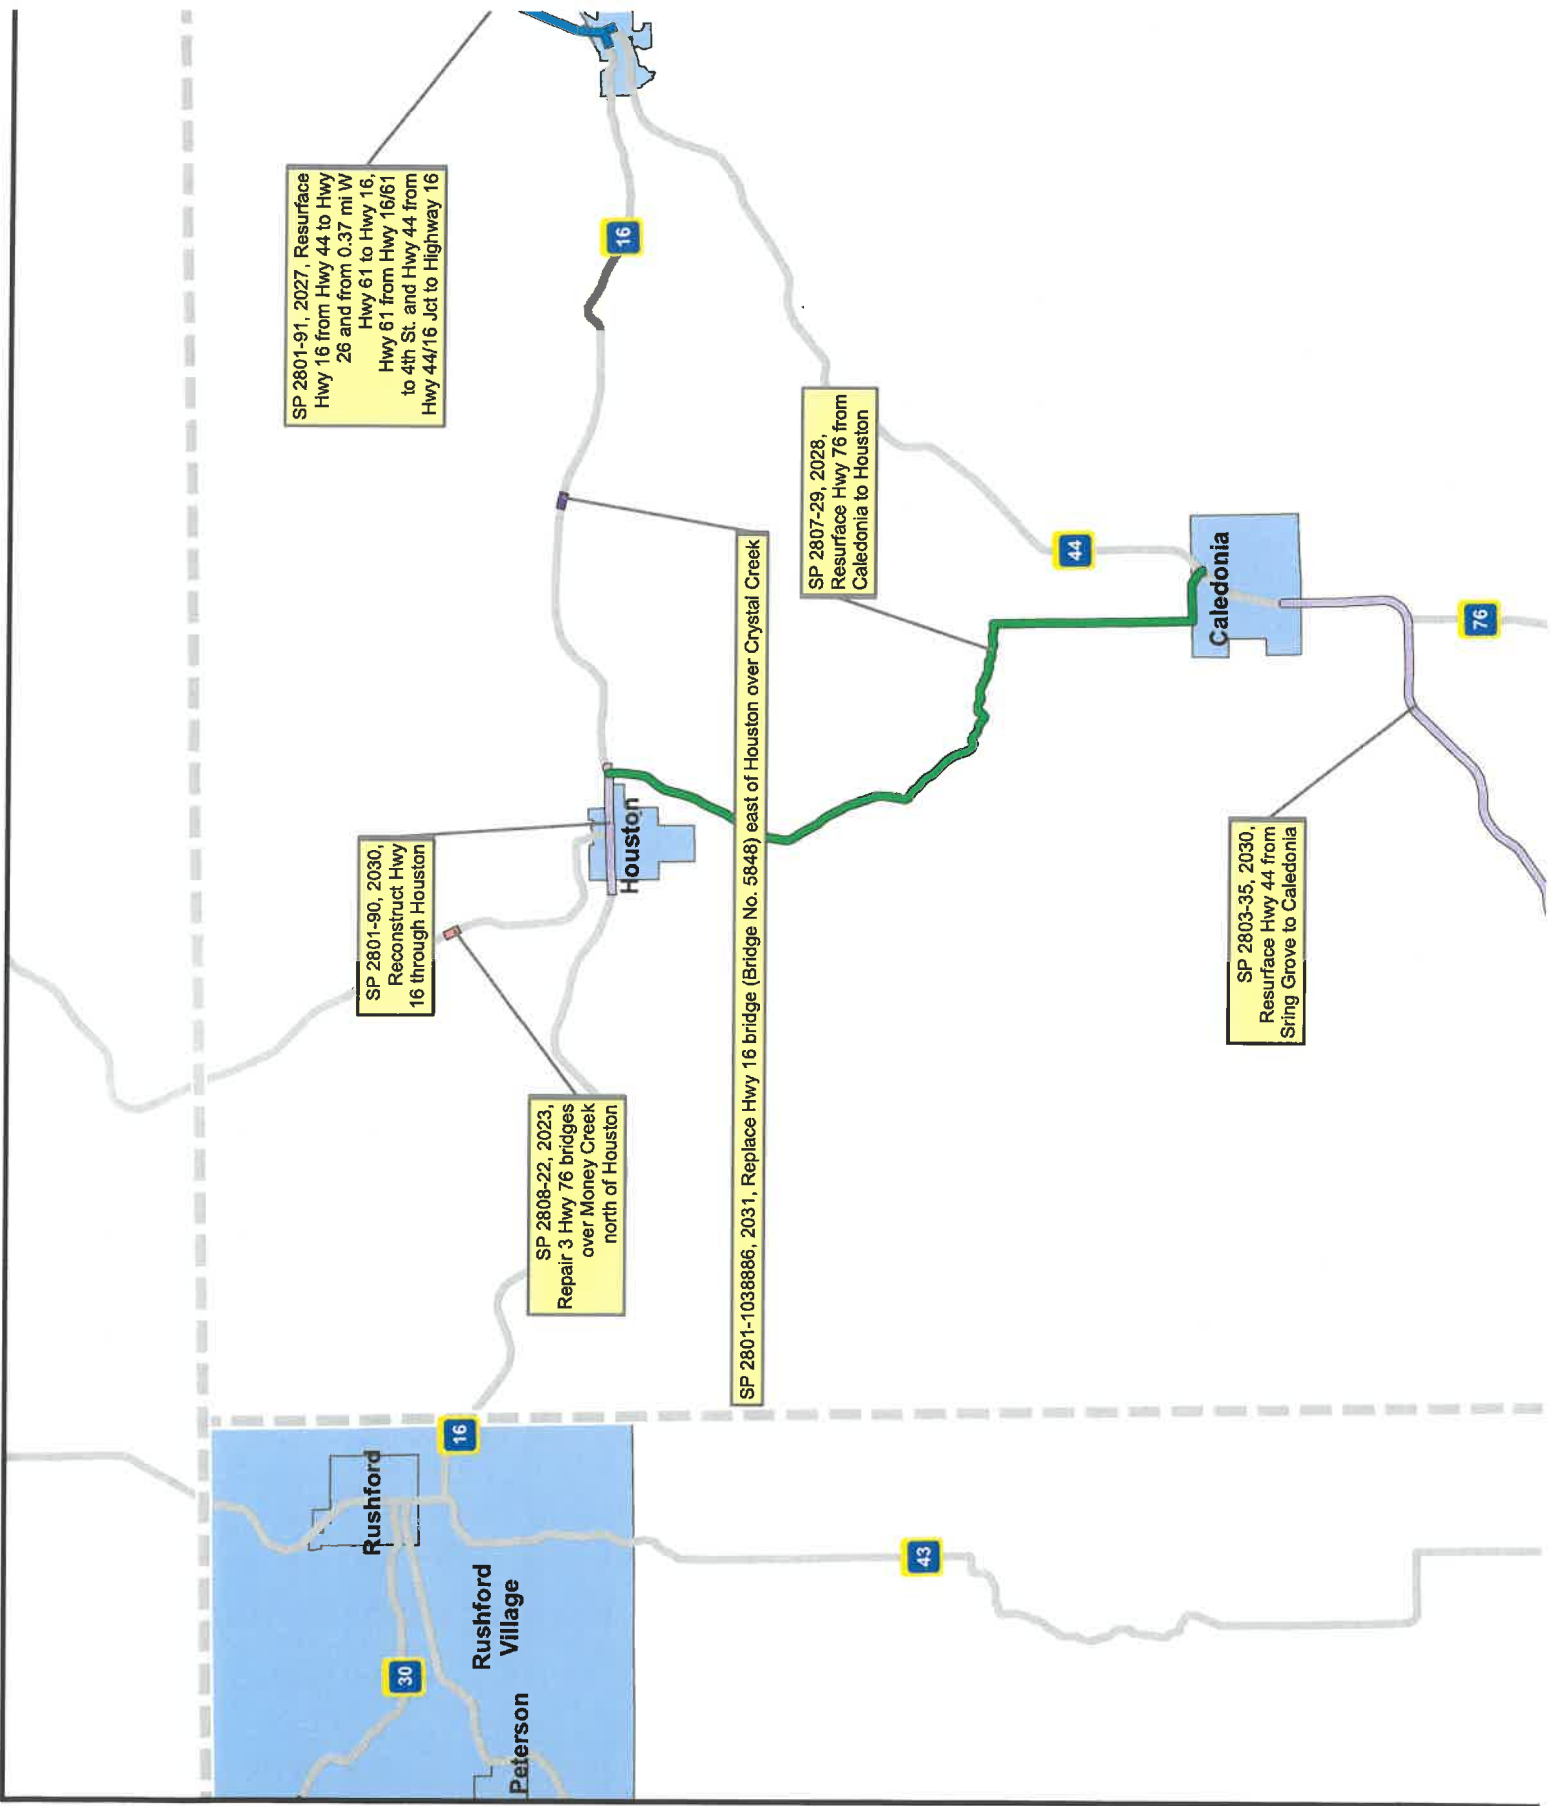 SP 2801-91, 2027, Resurface
Hwy 16 from Hwy 44 to Hwy
26 and from 0.37 mi W
Hwy 61 to Hwy 16,
Hwy 61 from Hwy 16/61
to 4th St. and Hwy 44 from
Hwy 44/16 Jct to Highway 16
SP 2801-90, 2030,
Reconstruct Hwy
16 through Houston
SP 2808-22, 2023,
Repair 3 Hwy 76 bridges
over Money Creek
north of Houston
SP 2801-1038886, 2031, Replace Hwy 16 bridge (Bridge No. 5848) east of Houston over Crystal Creek
SP 2807-29, 2028,
Resurface Hwy 76 from
Caledonia to Houston
SP 2803-35, 2030,
Resurface Hwy 44 from
Sring Grove to Caledonia
Rushford
Rushford
Village
Peterson
Houston
Caledonia
16
16
30
43
44
76